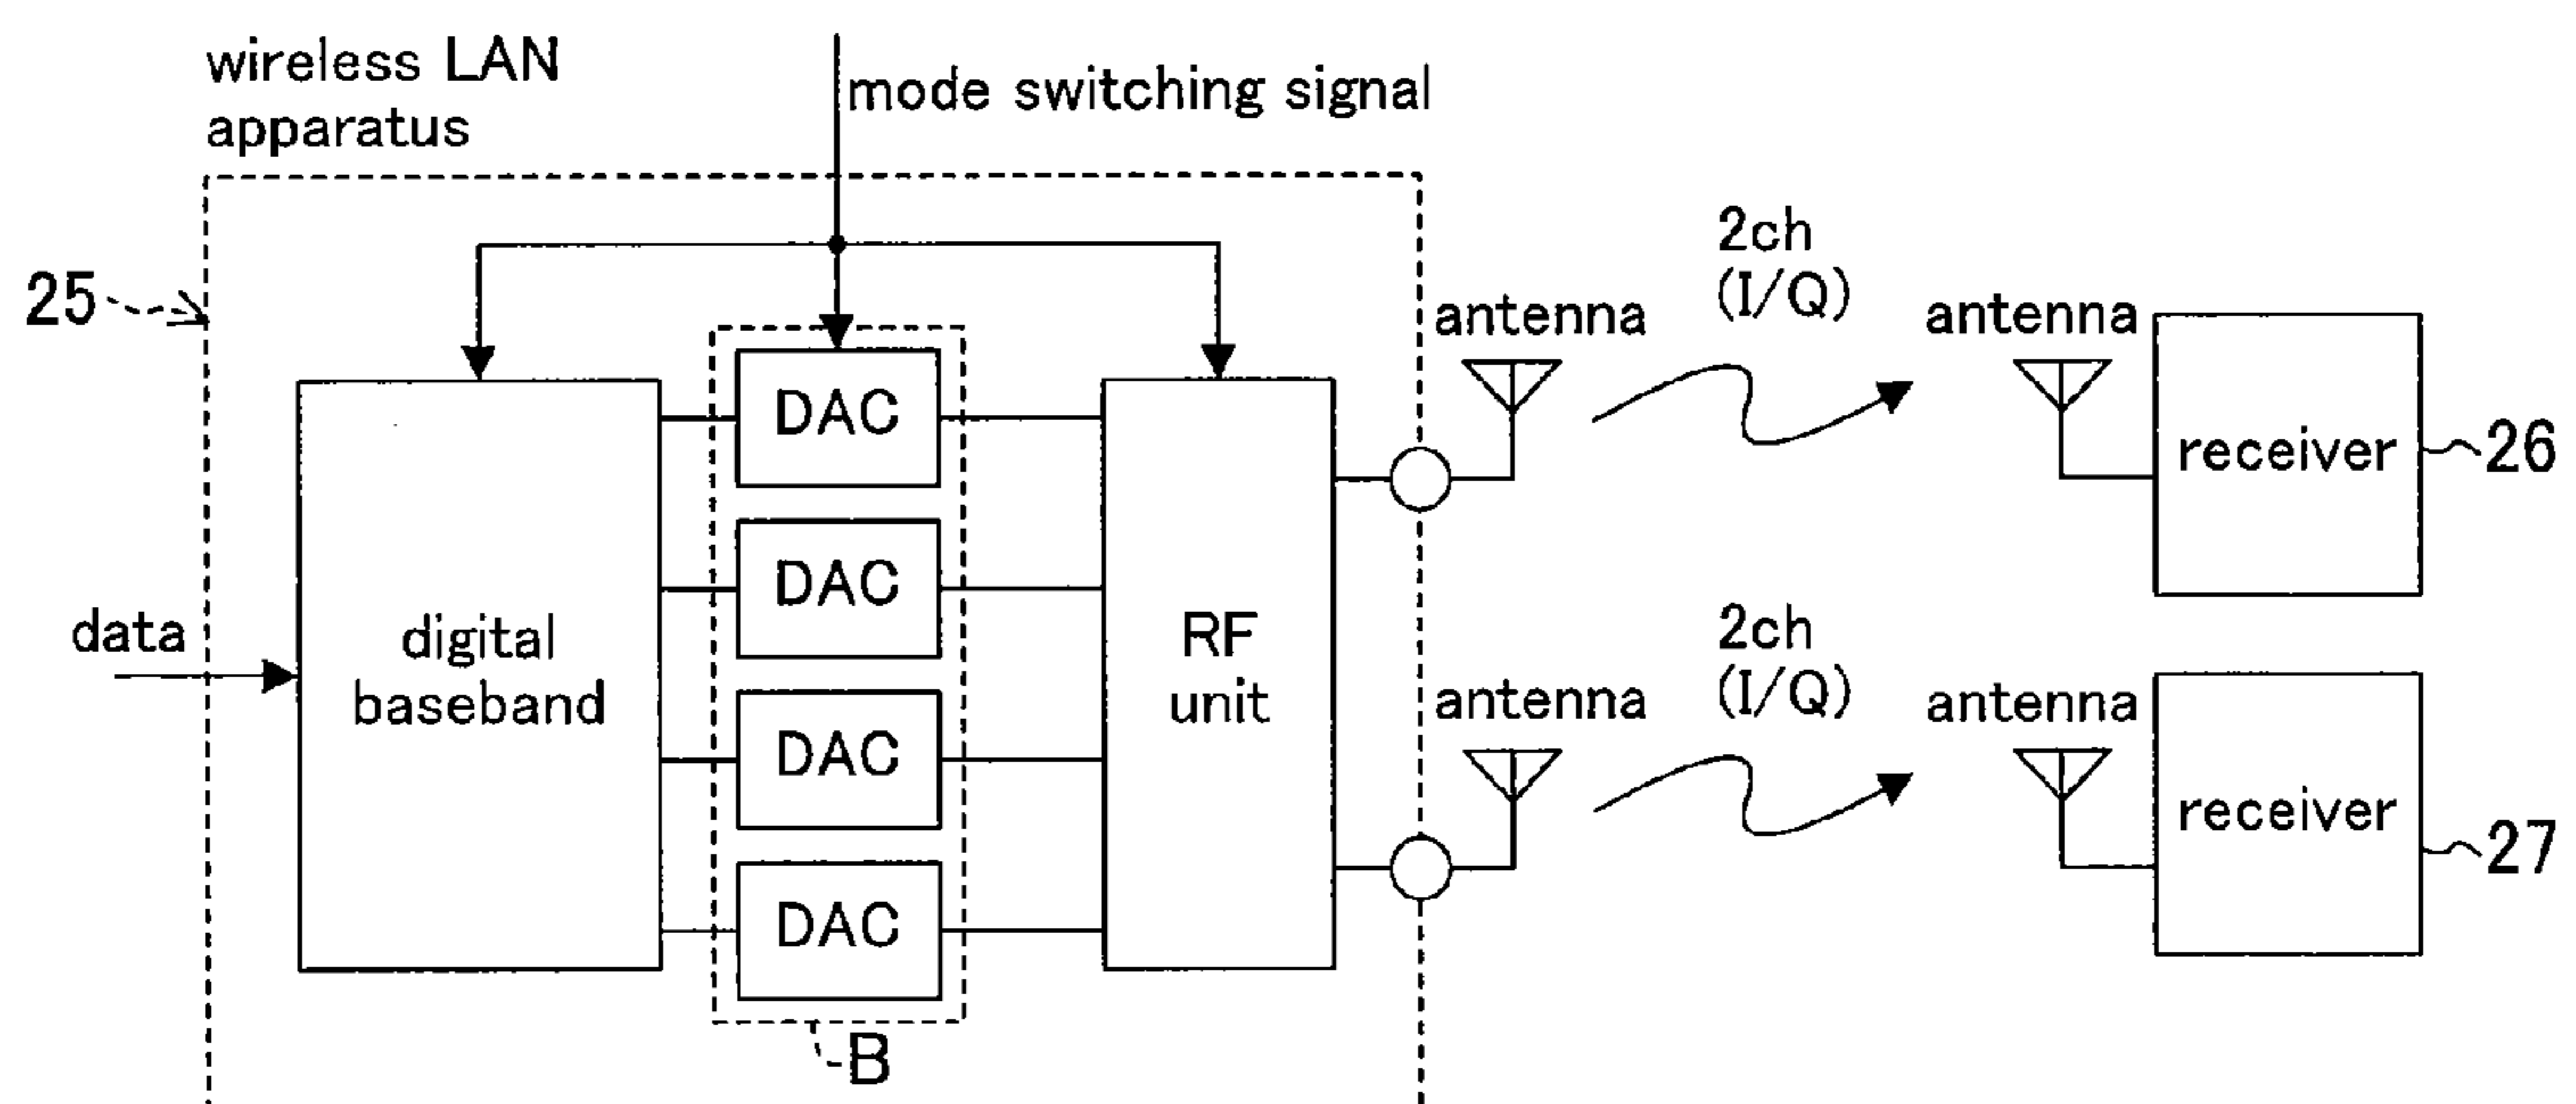 wireless LAN
apparatus
mode switching signal
25
2ch
(I/Q)
antenna
antenna
DAC
receiver
26
DAC
data
digital
baseband
RF
unit
2ch
(I/Q)
antenna
antenna
DAC
receiver
27
DAC
B